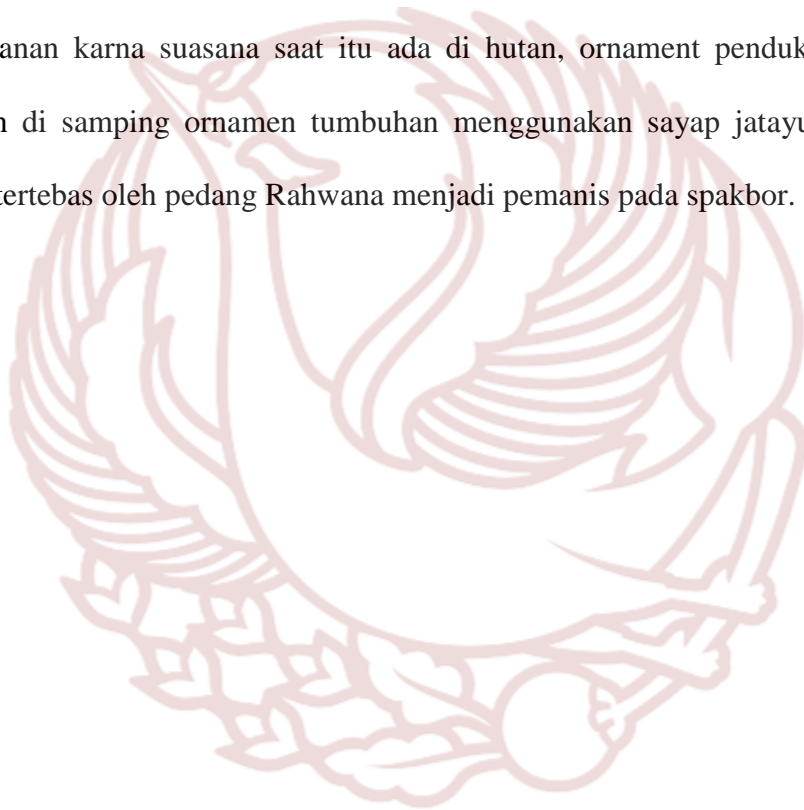 anan karna suasana saat itu ada di hutan, ornament penduk
di samping ornamen tumbuhan menggunakan sayap jatayu
tertebas oleh pedang Rahwana menjadi pemanis pada spakbor.